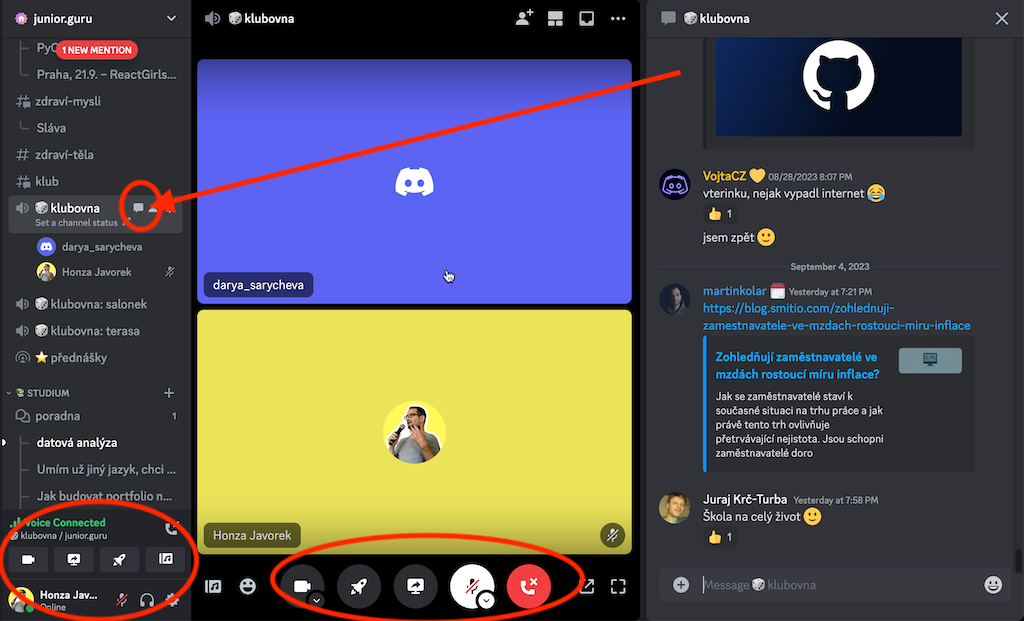 junior.guru
PyC
1 NEW MENTION
Praha, 21.9. – ReactGirls...
zdraví-mysli
Sláva
zdraví-těla
klub
klubovna
Set a channel status
darya_sarycheva
Honza Javorek
klubovna: salonek
klubovna: terasa
přednášky
STUDIUM
poradna
1
datová analýza
Umím už jiný jazyk, chci ...
Jak budovat portfolio n...
Voice Connected
klubovna / junior.guru
Honza Jav...
Online
klubovna
darya_sarycheva
Honza Javorek
klubovna
VojtaCZ 💛 08/28/2023 8:07 PM
vterinku, nejak vypadl internet 😂
👍 1
jsem zpět 🙂
September 4, 2023
martinkolar Yesterday at 7:21 PM
https://blog.smitio.com/zohlednuji-
zamestnavatele-ve-mzdach-rostouci-miru-inflace
Zohledňují zaměstnavatelé ve
mzdách rostoucí míru inflace?
Jak se zaměstnavatelé staví k
současné situaci na trhu práce a jak
právě tento trh ovlivňuje
přetrvávající nejistota. Jsou schopni
zaměstnavatelé doro
Juraj Krč-Turba Yesterday at 7:58 PM
Škola na celý život 🙂
👍 1
Message klubovna